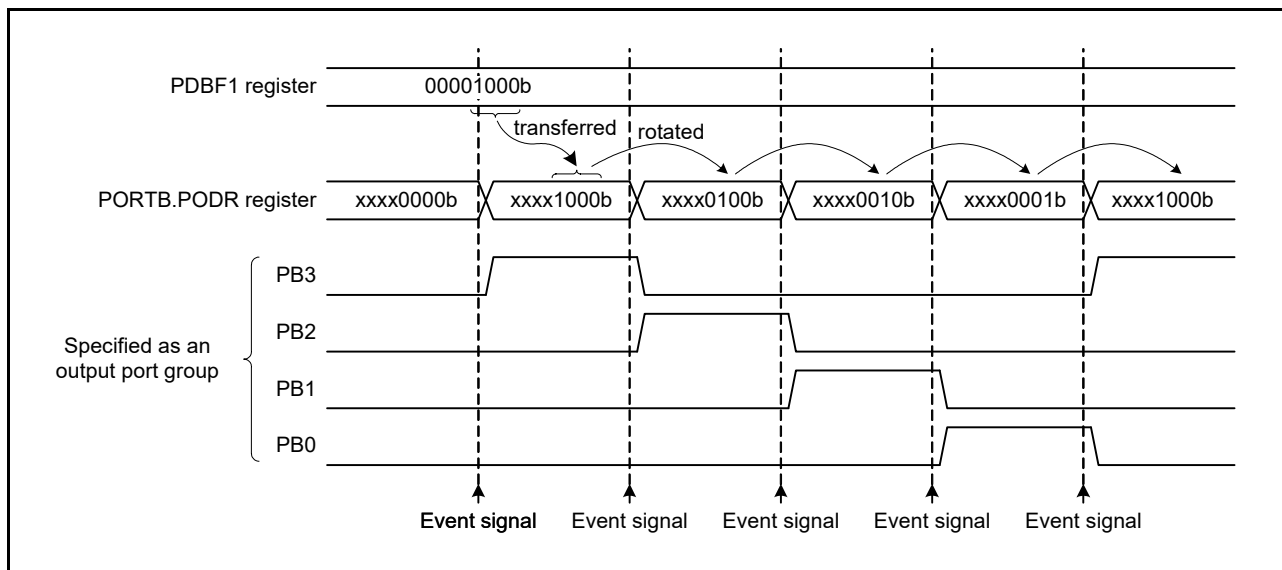 PDBF1 register
00001000b
transferred
rotated
PORTB.PODR register
xxxx0000b
xxxx1000b
xxxx0100b
xxxx0010b
xxxx0001b
xxxx1000b
Specified as an
output port group
PB3
PB2
PB1
PB0
Event signal
Event signal
Event signal
Event signal
Event signal